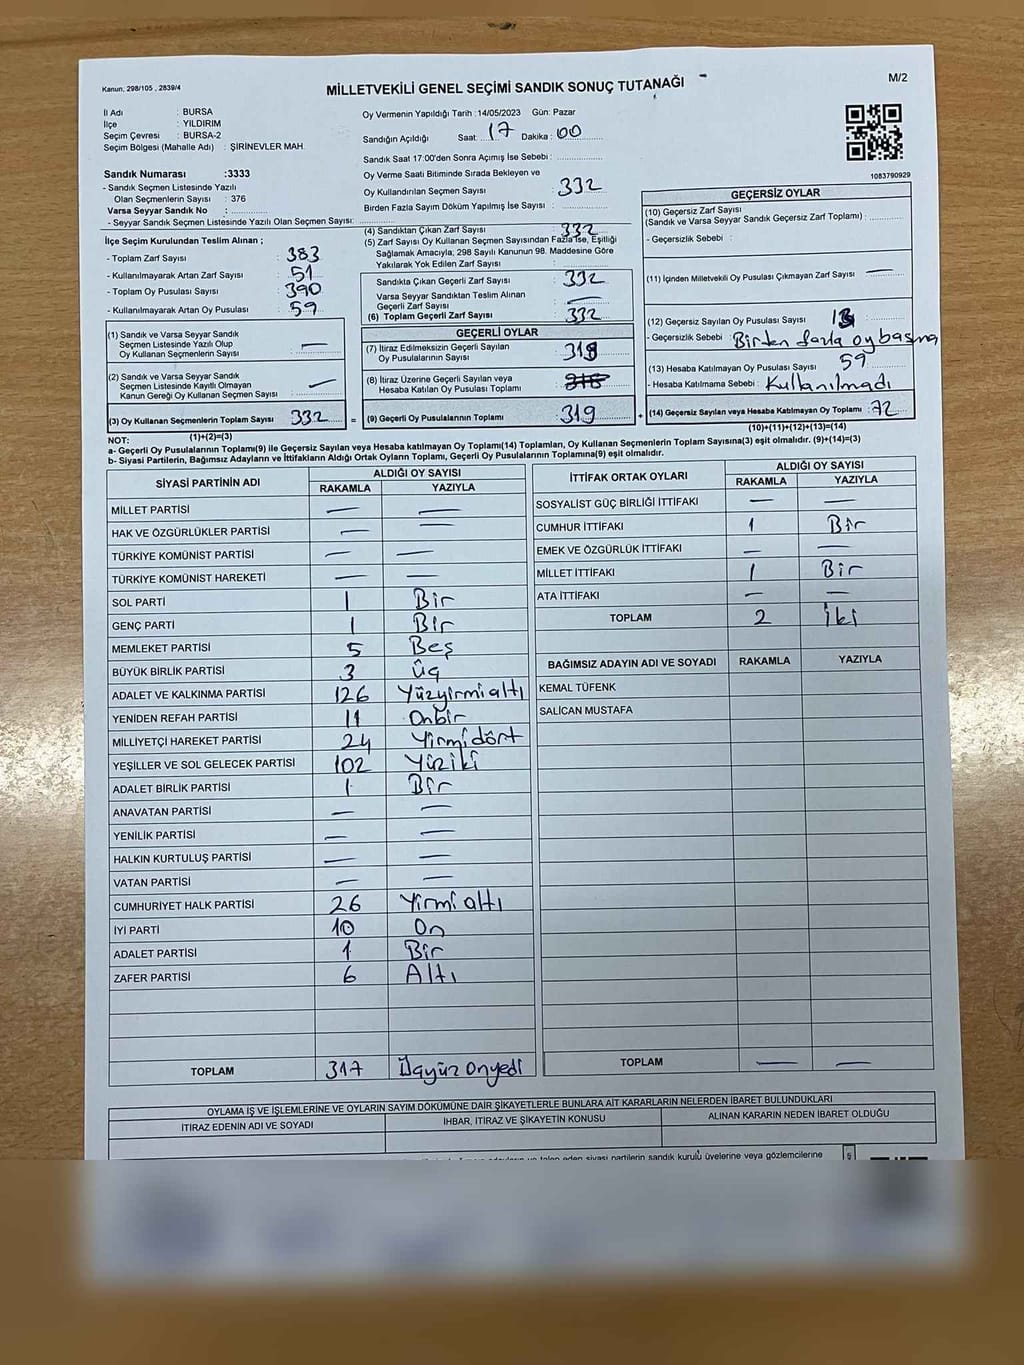 Kanun, 298/105 , 2839/4
MİLLETVEKİLİ GENEL SEÇİMİ SANDIK SONUÇ TUTANAĞI
M/2
İl Adı : BURSA
İlçe : YILDIRIM
Seçim Çevresi : BURSA-2
Seçim Bölgesi (Mahalle Adı) : ŞİRİNEVLER MAH.
Sandık Numarası :3333
- Sandık Seçmen Listesinde Yazılı
Olan Seçmenlerin Sayısı : 376
Varsa Seyyar Sandık No :
- Seyyar Sandık Seçmen Listesinde Yazılı Olan Seçmen Sayısı:
İlçe Seçim Kurulundan Teslim Alınan ;
- Toplam Zarf Sayısı : 383
- Kullanılmayarak Artan Zarf Sayısı : 51
- Toplam Oy Pusulası Sayısı : 390
- Kullanılmayarak Artan Oy Pusulası : 59
(1) Sandık ve Varsa Seyyar Sandık
Seçmen Listesinde Yazılı Olup
Oy Kullanan Seçmenlerin Sayısı : —
(2) Sandık ve Varsa Seyyar Sandık
Seçmen Listesinde Kayıtlı Olmayan
Kanun Gereği Oy Kullanan Seçmen Sayısı : —
(3) Oy Kullanan Seçmenlerin Toplam Sayısı : 332
(1)+(2)=(3)
Oy Vermenin Yapıldığı Tarih :14/05/2023 Gün: Pazar
Sandığın Açıldığı Saat: 17 Dakika: 00
Sandık Saat 17:00'den Sonra Açımış İse Sebebi :
Oy Verme Saati Bitiminde Sırada Bekleyen ve
Oy Kullandırılan Seçmen Sayısı : 332
Birden Fazla Sayım Döküm Yapılmış İse Sayısı :
(4) Sandıktan Çıkan Zarf Sayısı : 332
(5) Zarf Sayısı Oy Kullanan Seçmen Sayısından Fazla İse, Eşitliği
Sağlamak Amacıyla, 298 Sayılı Kanunun 98. Maddesine Göre
Yakılarak Yok Edilen Zarf Sayısı :
Sandıkta Çıkan Geçerli Zarf Sayısı : 332
Varsa Seyyar Sandıktan Teslim Alınan
Geçerli Zarf Sayısı : —
(6) Toplam Geçerli Zarf Sayısı : 332
GEÇERLİ OYLAR
(7) İtiraz Edilmeksizin Geçerli Sayılan
Oy Pusulalarının Sayısı : 319
(8) İtiraz Üzerine Geçerli Sayılan veya
Hesaba Katılan Oy Pusulası Toplamı :
= (9) Geçerli Oy Pusulalarının Toplamı : 319
1083790929
GEÇERSİZ OYLAR
(10) Geçersiz Zarf Sayısı
(Sandık ve Varsa Seyyar Sandık Geçersiz Zarf Toplamı) :
- Geçersizlik Sebebi :
(11) İçinden Milletvekili Oy Pusulası Çıkmayan Zarf Sayısı : —
(12) Geçersiz Sayılan Oy Pusulası Sayısı : 13
- Geçersizlik Sebebi : Birden fazla oy basma
(13) Hesaba Katılmayan Oy Pusulası Sayısı : 59
- Hesaba Katılmama Sebebi : Kullanılmadı
+ (14) Geçersiz Sayılan veya Hesaba Katılmayan Oy Toplamı : 72
(10)+(11)+(12)+(13)=(14)
NOT:
a- Geçerli Oy Pusulalarının Toplamı(9) ile Geçersiz Sayılan veya Hesaba katılmayan Oy Toplamı(14) Toplamları, Oy Kullanan Seçmenlerin Toplam Sayısına(3) eşit olmalıdır. (9)+(14)=(3)
b- Siyasi Partilerin, Bağımsız Adayların ve İttifakların Aldığı Ortak Oyların Toplamı, Geçerli Oy Pusulalarının Toplamına(9) eşit olmalıdır.
SİYASİ PARTİNİN ADI ALDIĞI OY SAYISI
RAKAMLA YAZIYLA
MİLLET PARTİSİ — —
HAK VE ÖZGÜRLÜKLER PARTİSİ — —
TÜRKİYE KOMÜNİST PARTİSİ — —
TÜRKİYE KOMÜNİST HAREKETİ — —
SOL PARTİ 1 Bir
GENÇ PARTİ 1 Bir
MEMLEKET PARTİSİ 5 Beş
BÜYÜK BİRLİK PARTİSİ 3 Üç
ADALET VE KALKINMA PARTİSİ 126 Yüzyirmialtı
YENİDEN REFAH PARTİSİ 11 Onbir
MİLLİYETÇİ HAREKET PARTİSİ 24 Yirmidört
YEŞİLLER VE SOL GELECEK PARTİSİ 102 Yüziki
ADALET BİRLİK PARTİSİ 1 Bir
ANAVATAN PARTİSİ — —
YENİLİK PARTİSİ — —
HALKIN KURTULUŞ PARTİSİ — —
VATAN PARTİSİ — —
CUMHURİYET HALK PARTİSİ 26 Yirmialtı
İYİ PARTİ 10 On
ADALET PARTİSİ 1 Bir
ZAFER PARTİSİ 6 Altı
TOPLAM 317 Üçyüz onyedi
İTTİFAK ORTAK OYLARI ALDIĞI OY SAYISI
RAKAMLA YAZIYLA
SOSYALİST GÜÇ BİRLİĞİ İTTİFAKI — —
CUMHUR İTTİFAKI 1 Bir
EMEK VE ÖZGÜRLÜK İTTİFAKI — —
MİLLET İTTİFAKI 1 Bir
ATA İTTİFAKI — —
TOPLAM 2 İki
BAĞIMSIZ ADAYIN ADI VE SOYADI RAKAMLA YAZIYLA
KEMAL TÜFENK
SALİCAN MUSTAFA
TOPLAM — —
OYLAMA İŞ VE İŞLEMLERİNE VE OYLARIN SAYIM DÖKÜMÜNE DAİR ŞİKAYETLERLE BUNLARA AİT KARARLARIN NELERDEN İBARET BULUNDUKLARI
İTİRAZ EDENİN ADI VE SOYADI İHBAR, İTİRAZ VE ŞİKAYETİN KONUSU ALINAN KARARIN NEDEN İBARET OLDUĞU
talep eden siyasi partilerin sandık kurulu üyelerine veya gözlemcilerine